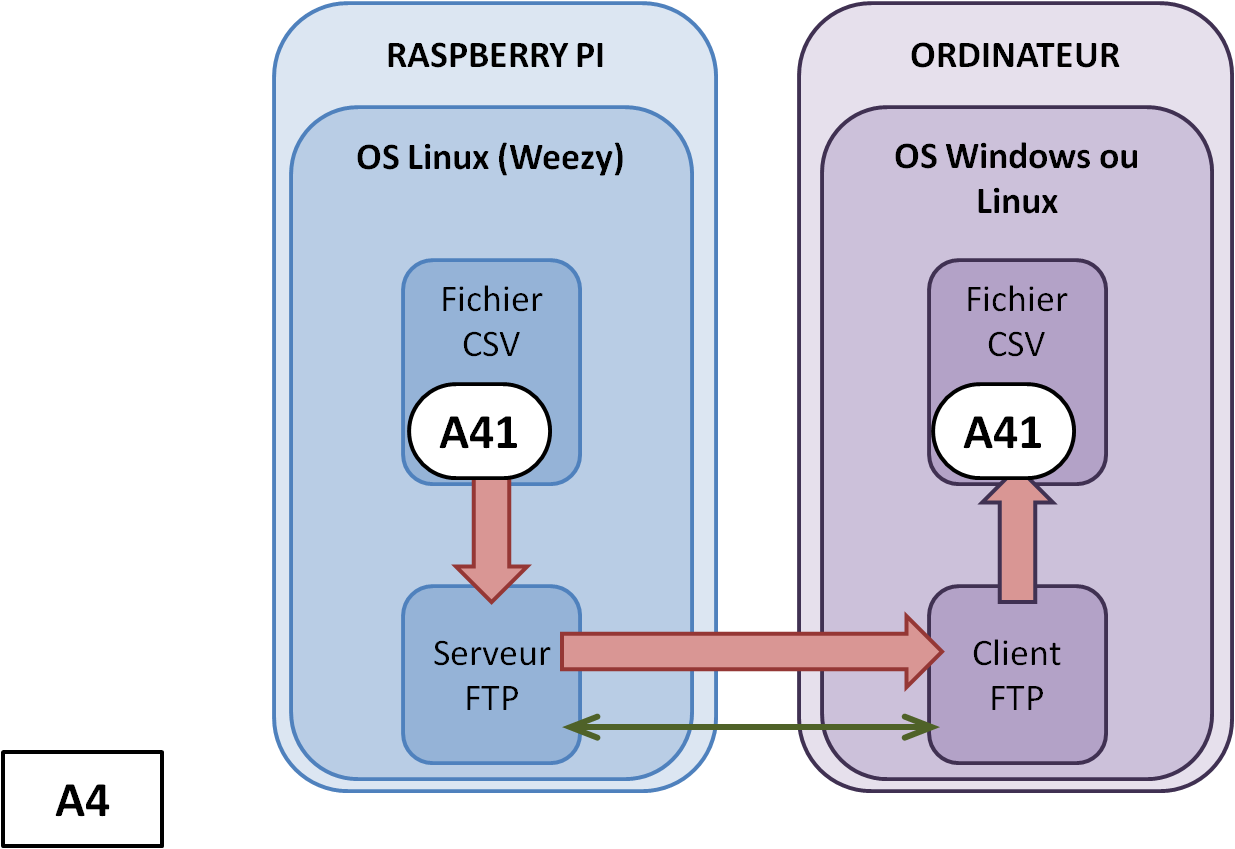 RASPBERRY PI
OS Linux (Weezy)
Fichier
CSV
A41
Serveur
FTP
ORDINATEUR
OS Windows ou
Linux
Fichier
CSV
A41
Client
FTP
A4